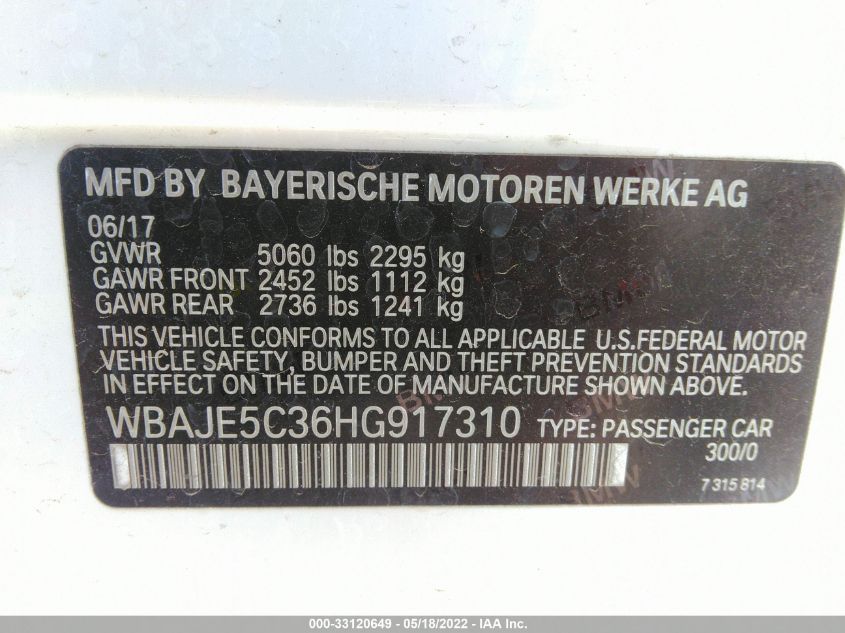 MFD BY BAYERISCHE MOTOREN WERKE AG
06/17
GVWR 5060 lbs 2295 kg
GAWR FRONT 2452 lbs 1112 kg
GAWR REAR 2736 lbs 1241 kg
THIS VEHICLE CONFORMS TO ALL APPLICABLE U.S.FEDERAL MOTOR
VEHICLE SAFETY, BUMPER AND THEFT PREVENTION STANDARDS
IN EFFECT ON THE DATE OF MANUFACTURE SHOWN ABOVE.
WBAJE5C36HG917310 TYPE: PASSENGER CAR
300/0
7 315 814
000-33120649 - 05/18/2022 - IAA Inc.